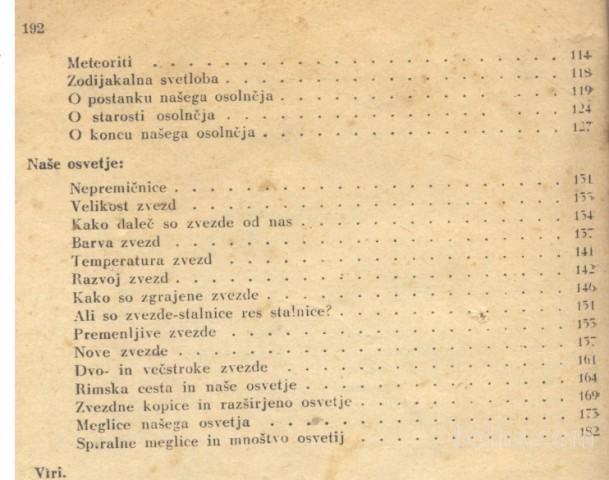 192
Meteoriti . . . . . . . . . . . . . . . . 114
Zodijakalna svetloba . . . . . . . . . . . . . 118
O postanku našega osolnčja . . . . . . . . . . . 119
O starosti osolnčja . . . . . . . . . . . . . 124
O koncu našega osolnčja . . . . . . . . . . . . 127
Naše osvetje:
Nepremičnice . . . . . . . . . . . . . . . 131
Velikost zvezd . . . . . . . . . . . . . . . 133
Kako daleč so zvezde od nas . . . . . . . . . . 134
Barva zvezd . . . . . . . . . . . . . . . 137
Temperatura zvezd . . . . . . . . . . . . . 141
Razvoj zvezd . . . . . . . . . . . . . . . 142
Kako so zgrajene zvezde . . . . . . . . . . . . 146
Ali so zvezde-stalnice res stalnice? . . . . . . . . . 151
Premenljive zvezde . . . . . . . . . . . . . 155
Nove zvezde . . . . . . . . . . . . . . . 157
Dvo- in večstroke zvezde . . . . . . . . . . . . 161
Rimska cesta in naše osvetje . . . . . . . . . . 164
Zvezdne kopice in razširjeno osvetje . . . . . . . . 169
Meglice našega osvetja . . . . . . . . . . . . 173
Spiralne meglice in mnoštvo osvetij . . . . . . . . 182
Viri.